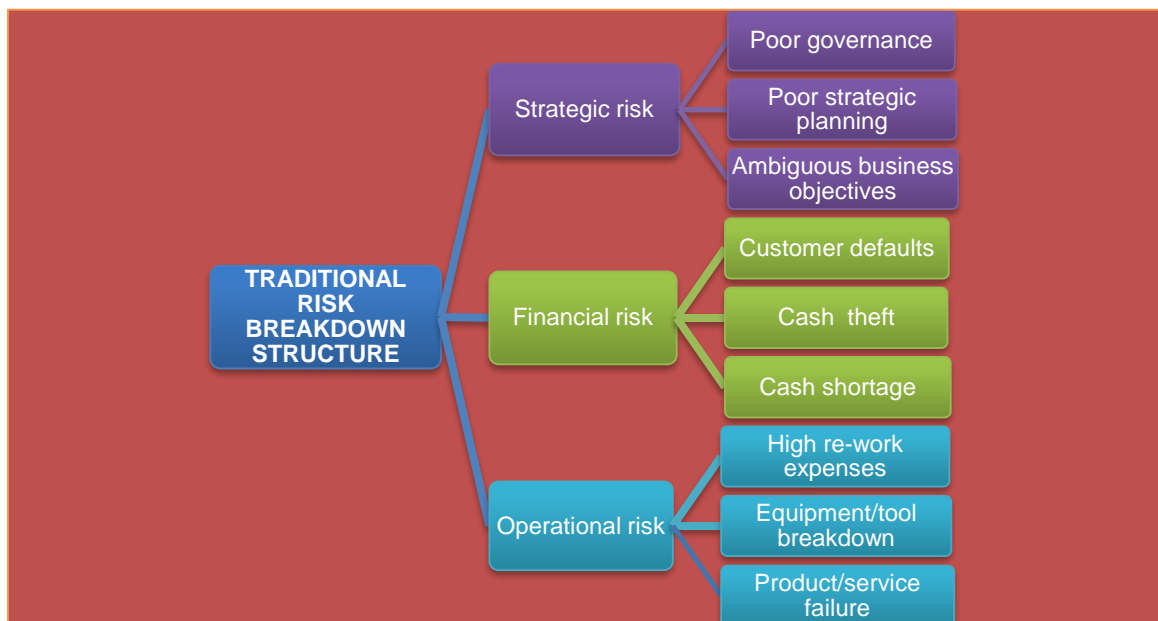 Poor governance
Strategic risk
Poor strategic
planning
Ambiguous business
objectives
TRADITIONAL
RISK
BREAKDOWN
STRUCTURE
Customer defaults
Financial risk
Cash theft
Cash shortage
High re-work
expenses
Operational risk
Equipment/tool
breakdown
Product/service
failure